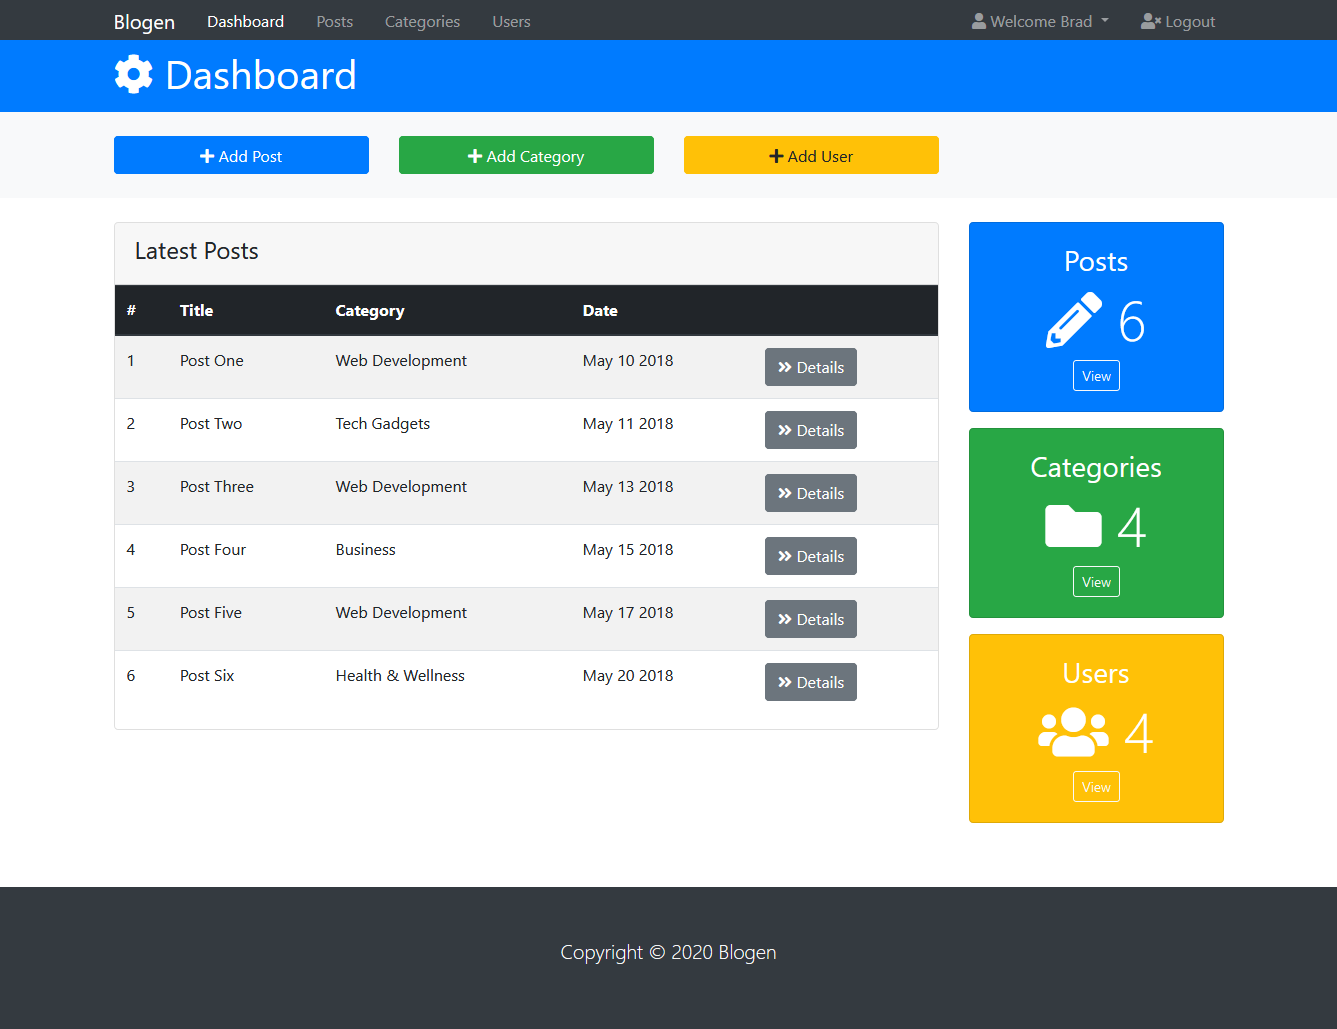 Blogen Dashboard Posts Categories Users Welcome Brad Logout
Dashboard
Add Post Add Category Add User
Latest Posts
# Title Category Date
1 Post One Web Development May 10 2018 Details
2 Post Two Tech Gadgets May 11 2018 Details
3 Post Three Web Development May 13 2018 Details
4 Post Four Business May 15 2018 Details
5 Post Five Web Development May 17 2018 Details
6 Post Six Health & Wellness May 20 2018 Details
Posts
6
View
Categories
4
View
Users
4
View
Copyright © 2020 Blogen